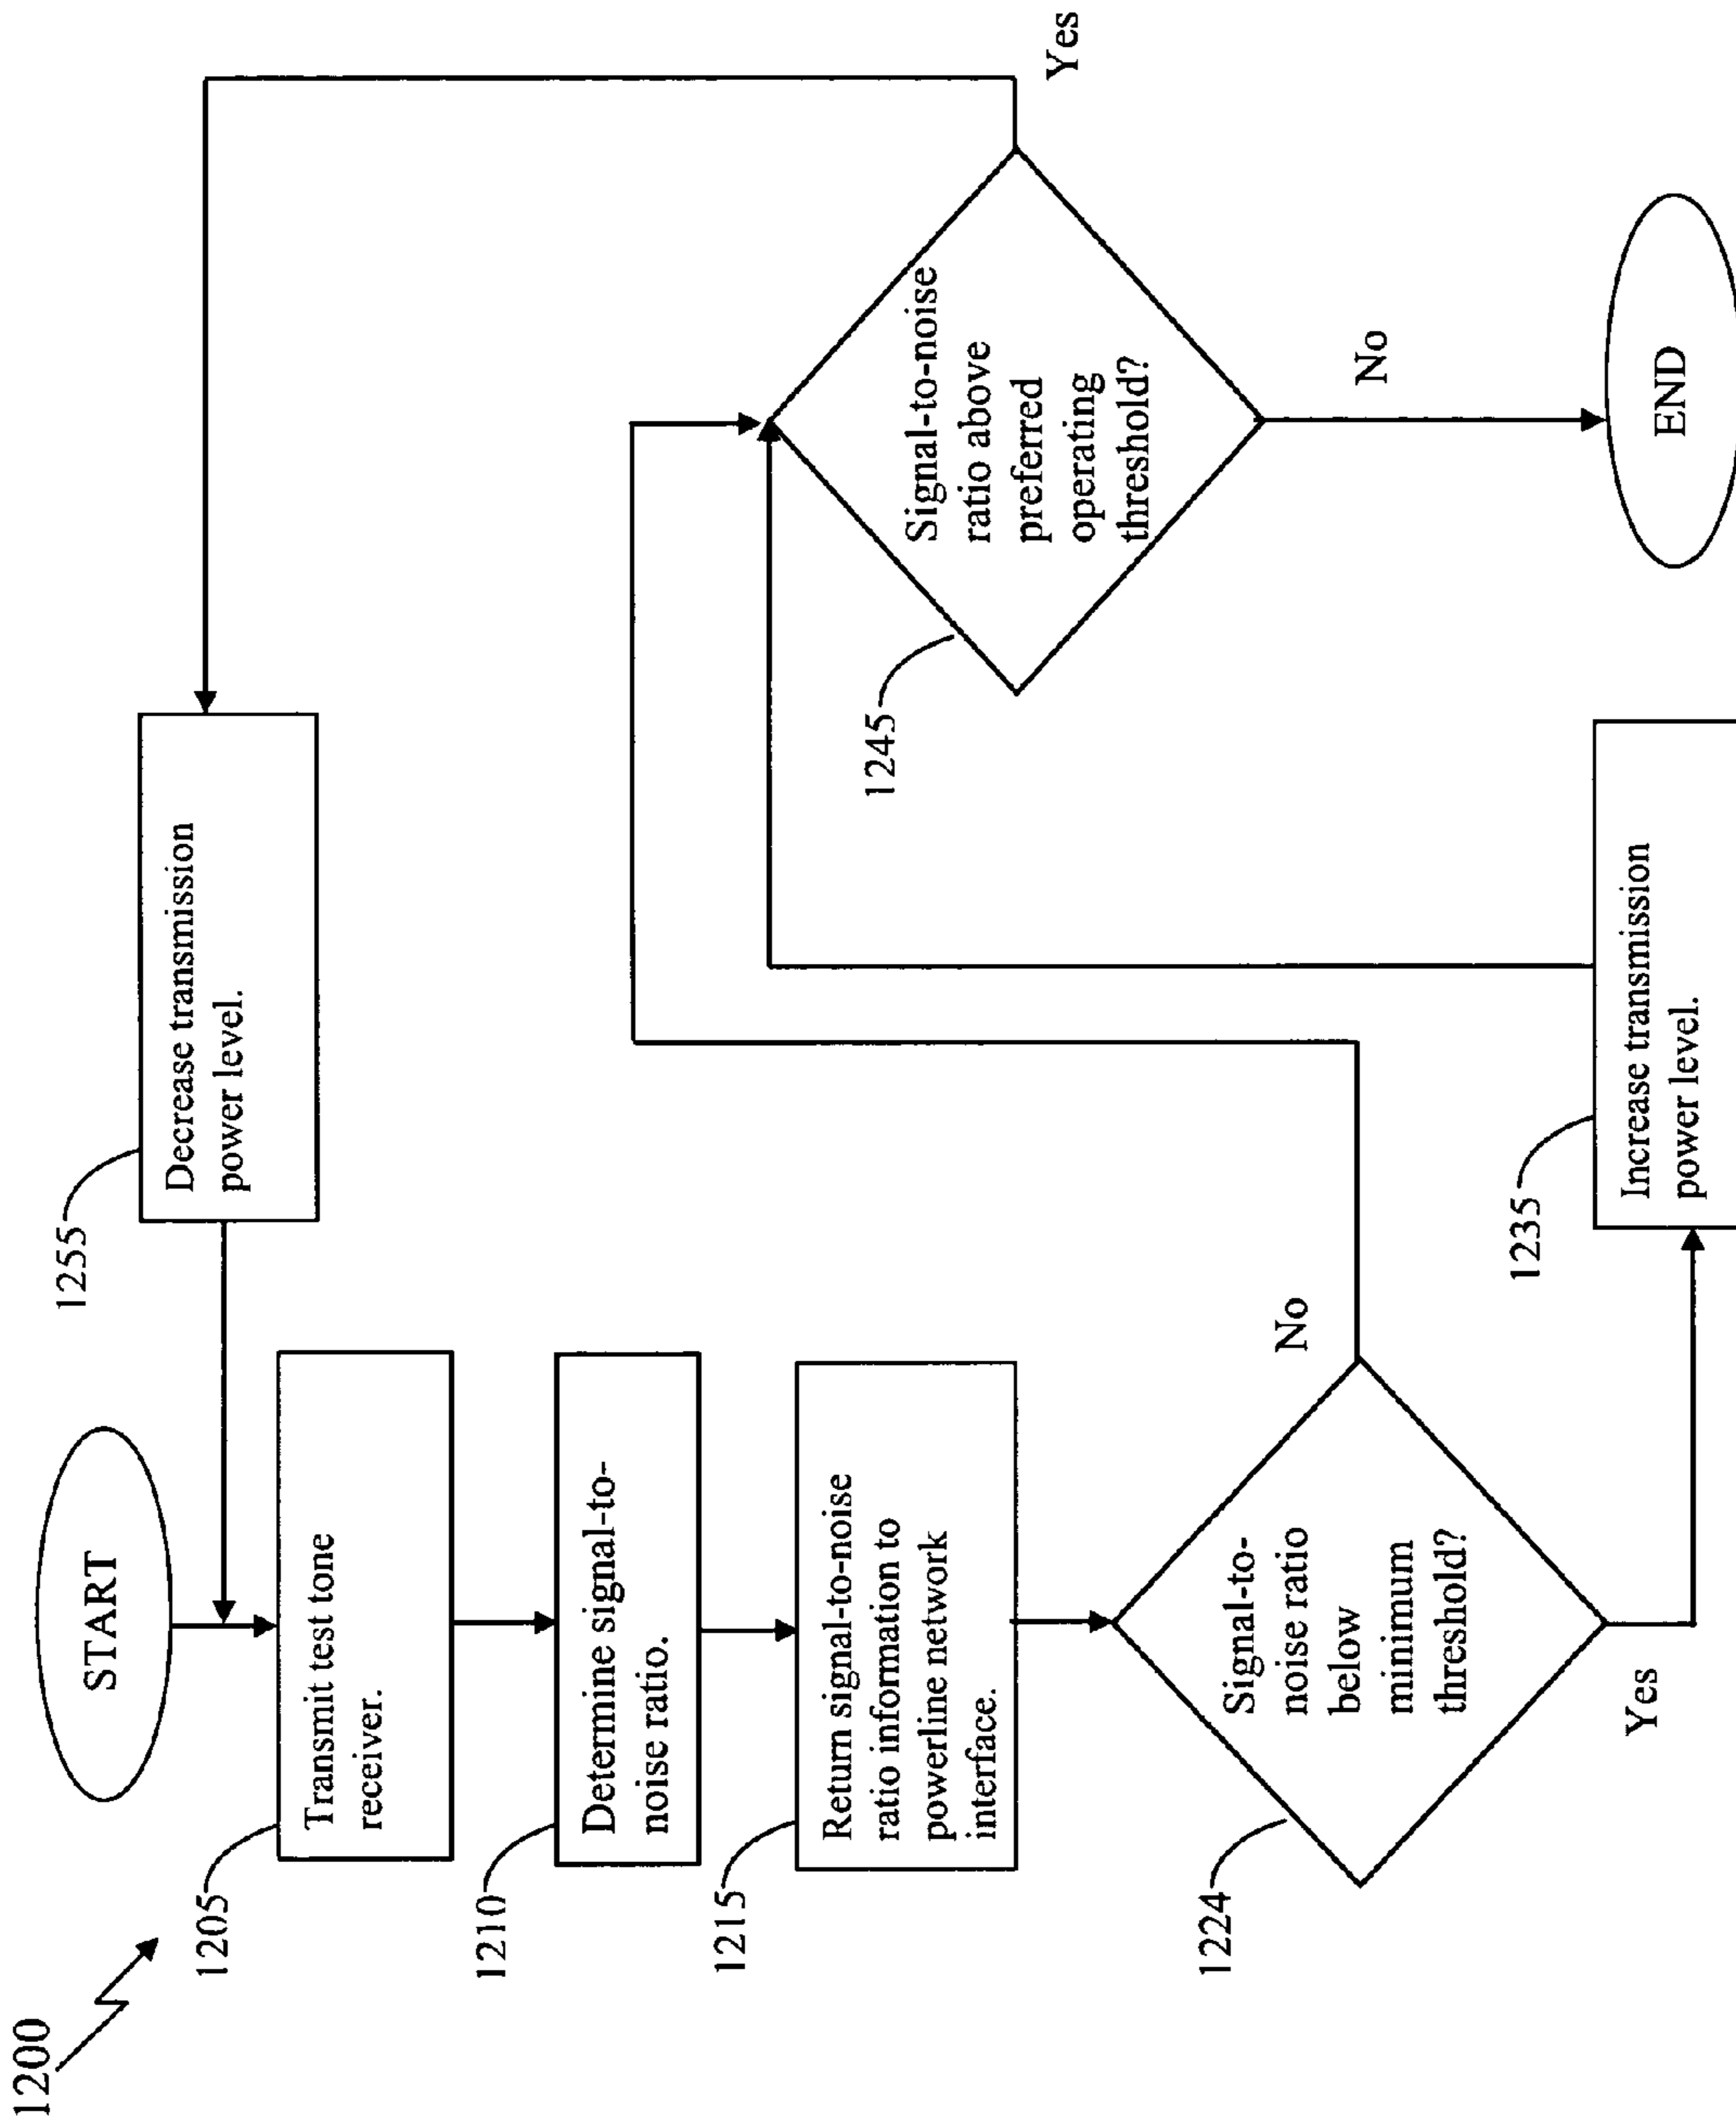 1200
START
1205
Transmit test tone
receiver.
1210
Determine signal-to-
noise ratio.
1215
Return signal-to-noise
ratio information to
powerline network
interface.
1224
Signal-to-
noise ratio
below
minimum
threshold?
No
Yes
1235
Increase transmission
power level.
1245
Signal-to-noise
ratio above
preferred
operating
threshold?
Yes
No
1255
Decrease transmission
power level.
END